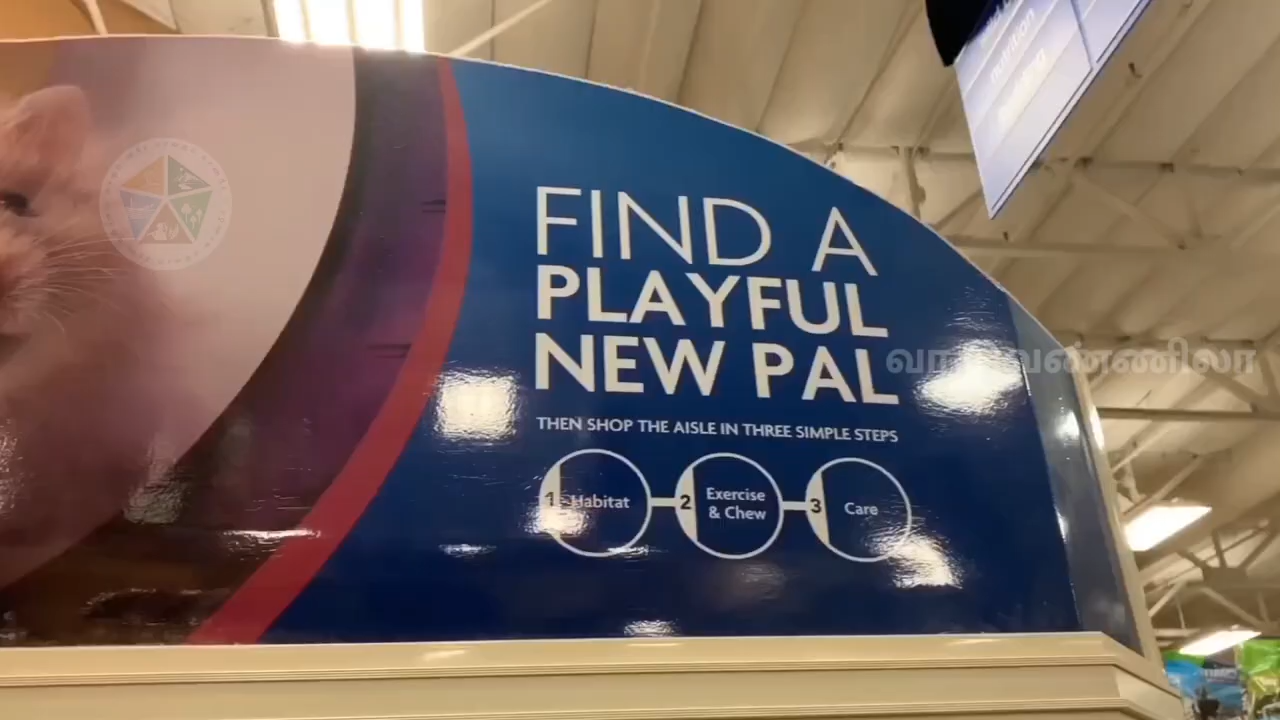 nutrition
FIND A
PLAYFUL
NEW PAL
THEN SHOP THE AISLE IN THREE SIMPLE STEPS
1 Habitat
2 Exercise
& Chew
3 Care